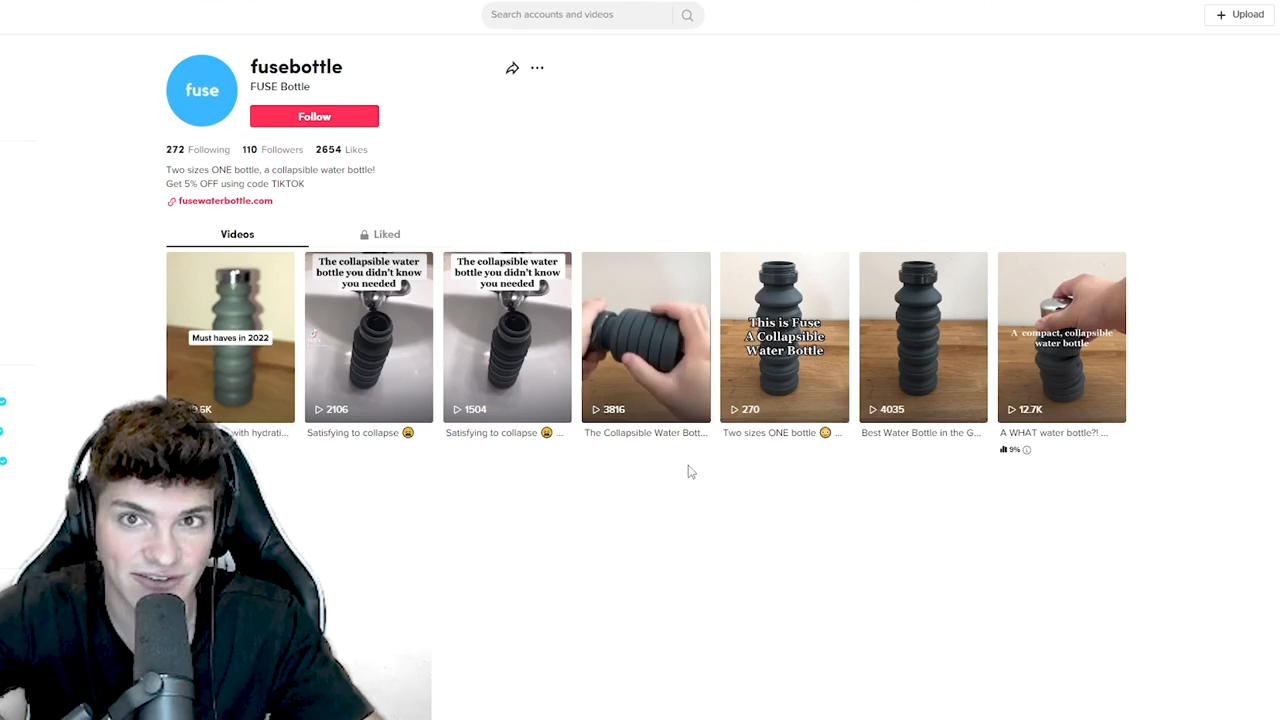 Search accounts and videos
Upload
fuse
fusebottle
FUSE Bottle
Follow
272 Following 110 Followers 2654 Likes
Two sizes ONE bottle, a collapsible water bottle!
Get 5% OFF using code TIKTOK
fusewaterbottle.com
Videos
Liked
Must haves in 2022
with hydrati...
The collapsible water
bottle you didn't know
you needed
2106
Satisfying to collapse 😩
The collapsible water
bottle you didn't know
you needed
1504
Satisfying to collapse 😩 ...
3816
The Collapsible Water Bott...
This is Fuse
A Collapsible
Water Bottle
270
Two sizes ONE bottle 😳 ...
4035
Best Water Bottle in the G...
A compact, collapsible
water bottle
12.7K
A WHAT water bottle?! ...
9%